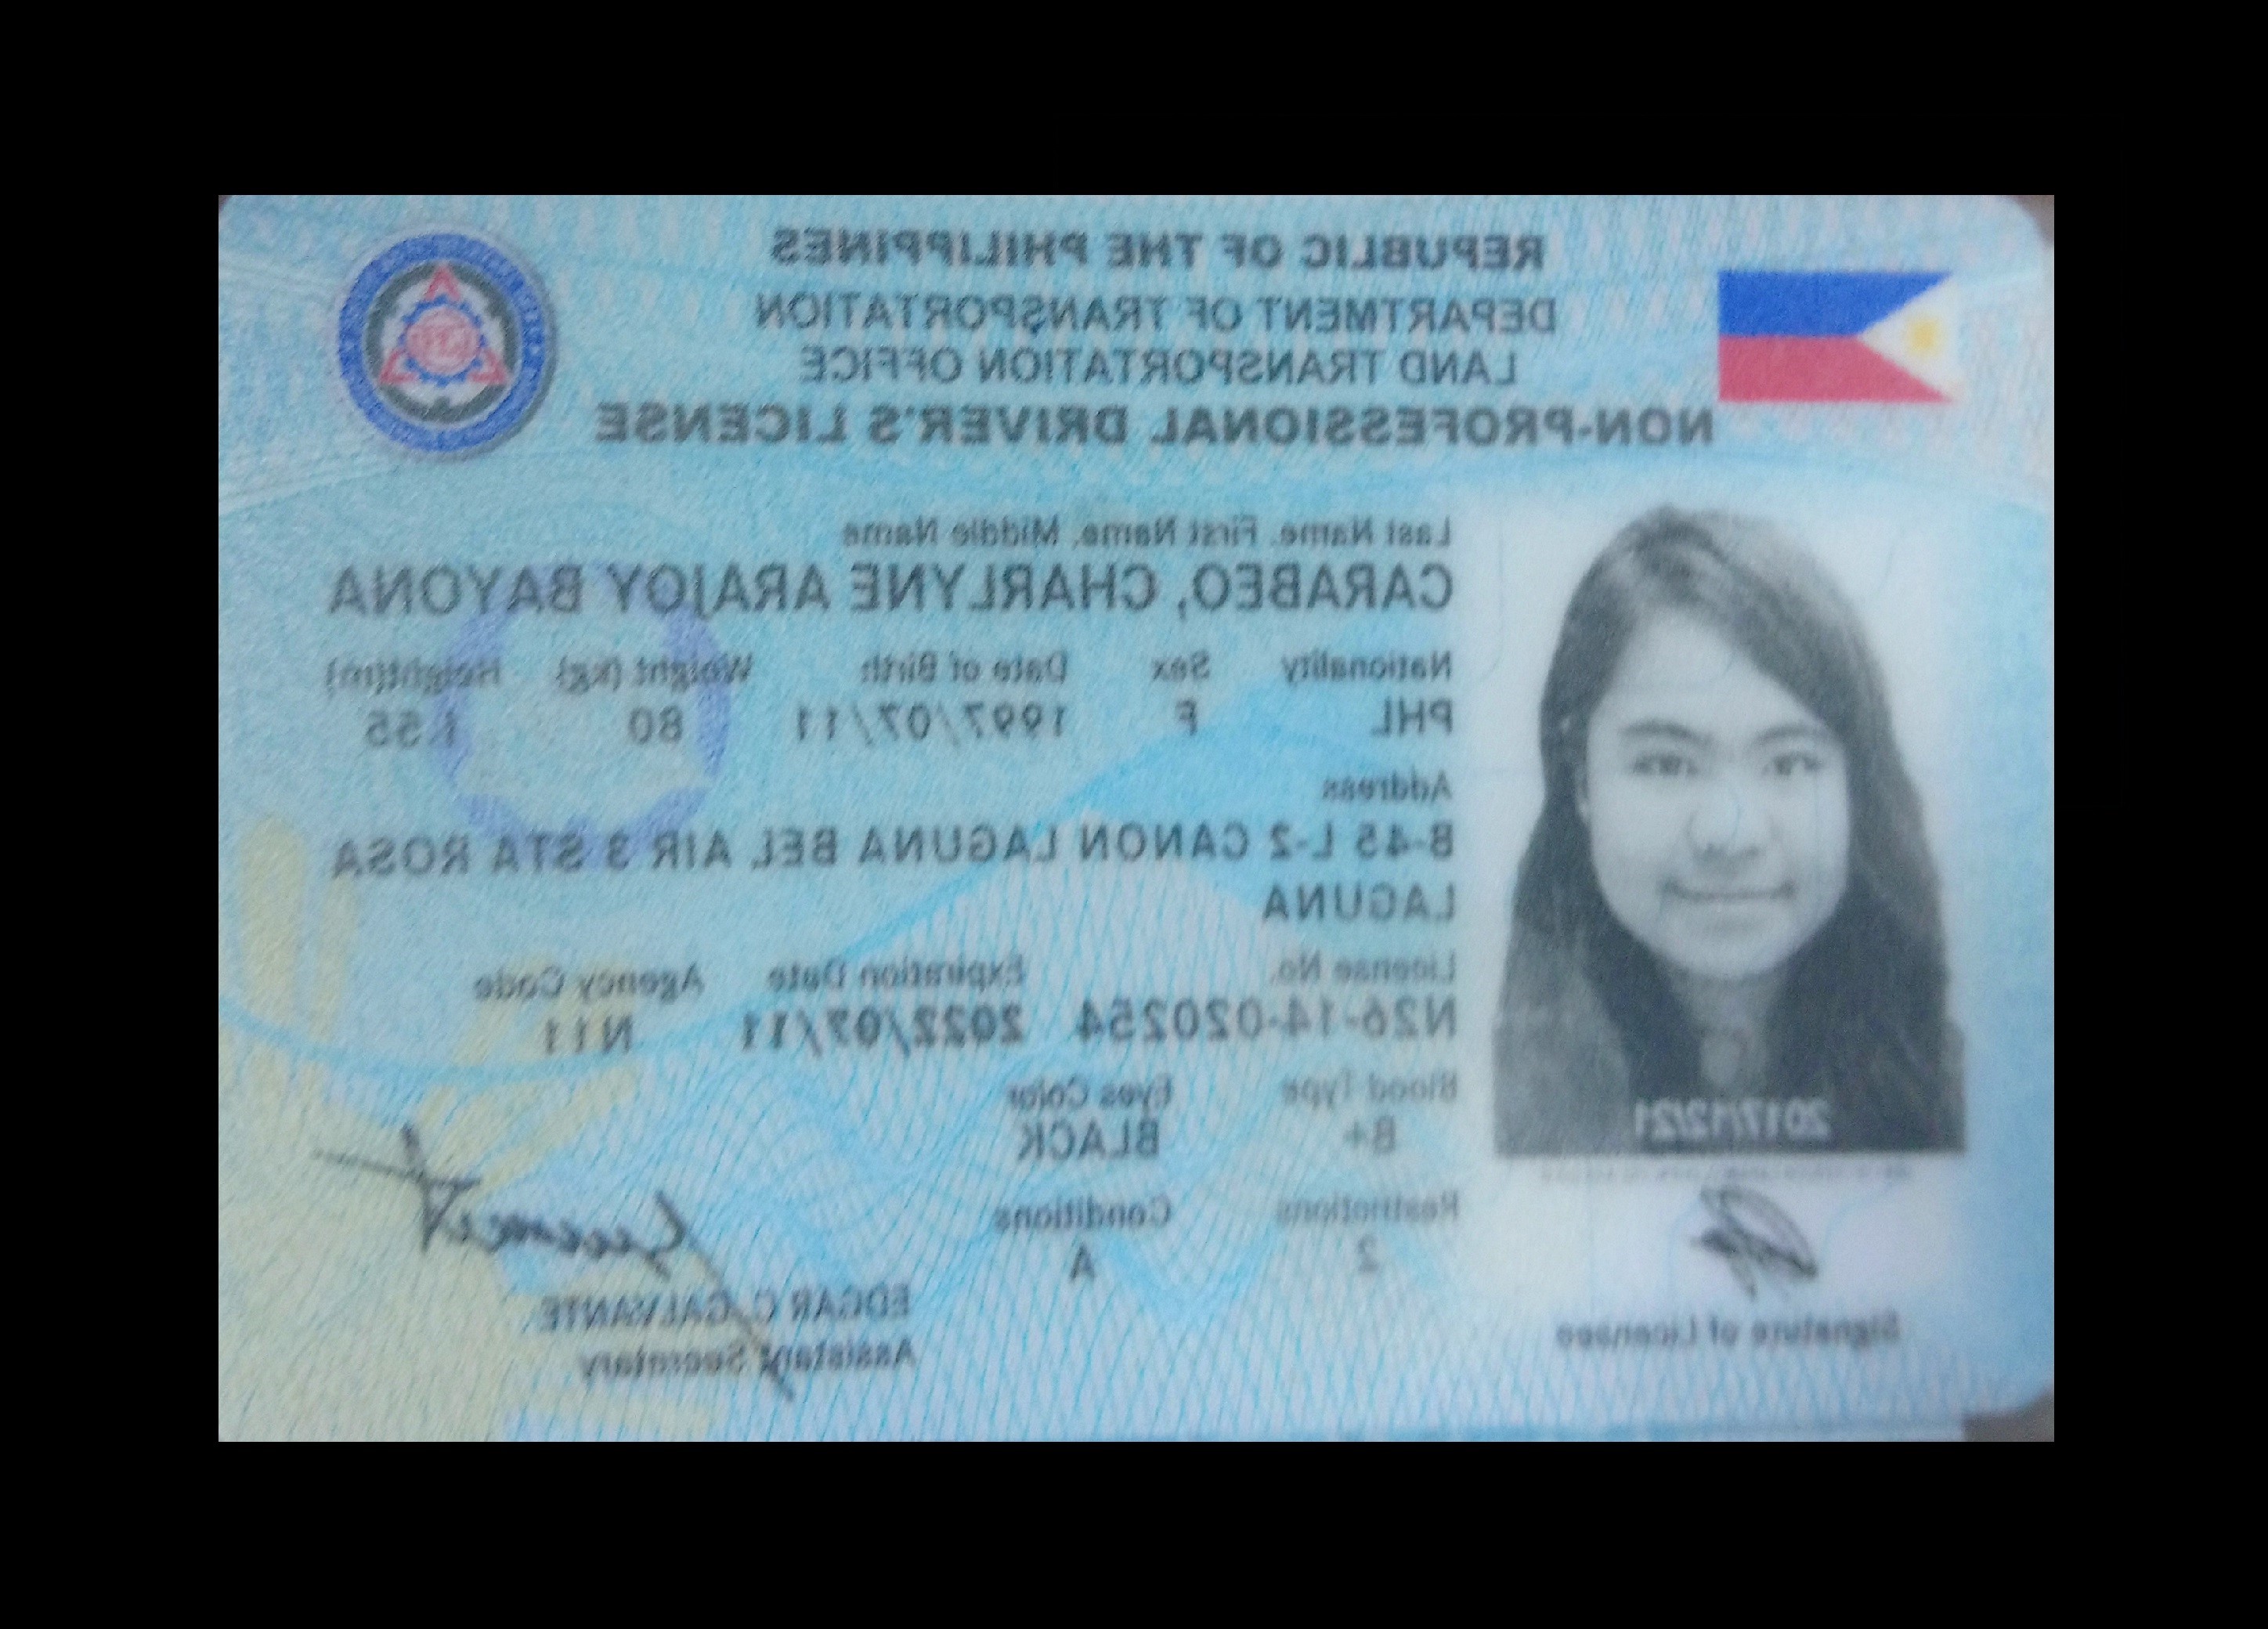 REPUBLIC OF THE PHILIPPINES
DEPARTMENT OF TRANSPORTATION
LAND TRANSPORTATION OFFICE
NON-PROFESSIONAL DRIVER'S LICENSE
Last Name, First Name, Middle Name
CARABEO, CHARLYNE ARAJOY BAYONA
Nationality Sex Date of Birth Weight (kg) Height(m)
PHL F 1997/07/11 80 1.55
Address
B-45 L-2 CANON LAGUNA BEL AIR 3 STA ROSA
LAGUNA
License No. Expiration Date Agency Code
N26-14-020254 2022/07/11 N11
Blood Type Eyes Color
B+ BLACK
2017/12/21
Restrictions Conditions
2 A
EDGAR C. GALVANTE
Assistant Secretary
Signature of Licensee